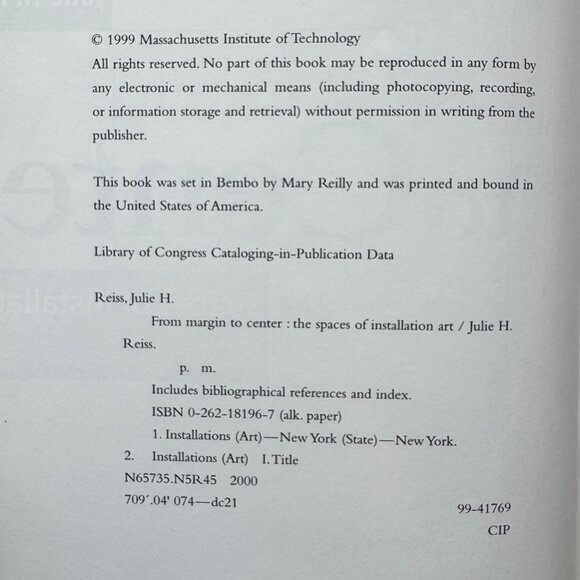 © 1999 Massachusetts Institute of Technology
All rights reserved. No part of this book may be reproduced in any form by
any electronic or mechanical means (including photocopying, recording,
or information storage and retrieval) without permission in writing from the
publisher.
This book was set in Bembo by Mary Reilly and was printed and bound in
the United States of America.
Library of Congress Cataloging-in-Publication Data
Reiss, Julie H.
From margin to center : the spaces of installation art / Julie H.
Reiss.
p. m.
Includes bibliographical references and index.
ISBN 0-262-18196-7 (alk. paper)
1. Installations (Art)—New York (State)—New York.
2. Installations (Art) I. Title
N65735.N5R45 2000
709´.04' 074—dc21
99-41769
CIP